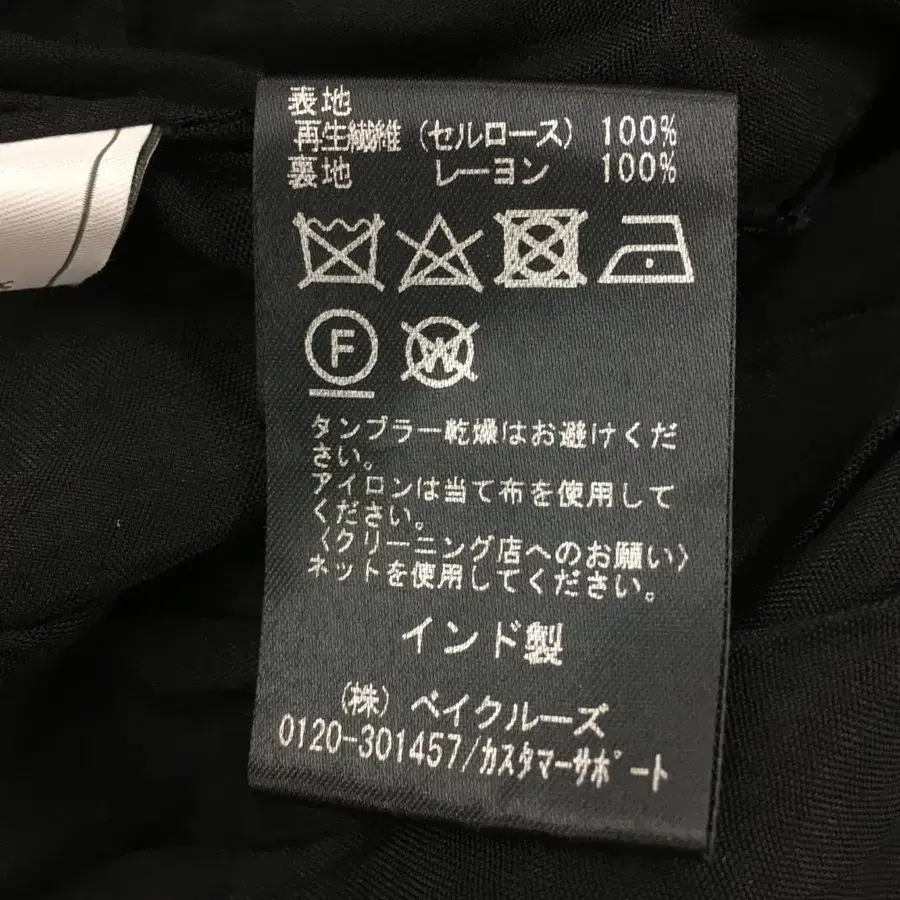 表地
再生繊維(セルロース) 100%
裏地 レーヨン 100%
F
W
タンブラー乾燥はお避けくだ
さい。
アイロンは当て布を使用して
ください。
〈クリーニング店へのお願い〉
ネットを使用してください。
インド製
(株) ベイクルーズ
0120-301457/カスタマーサポート